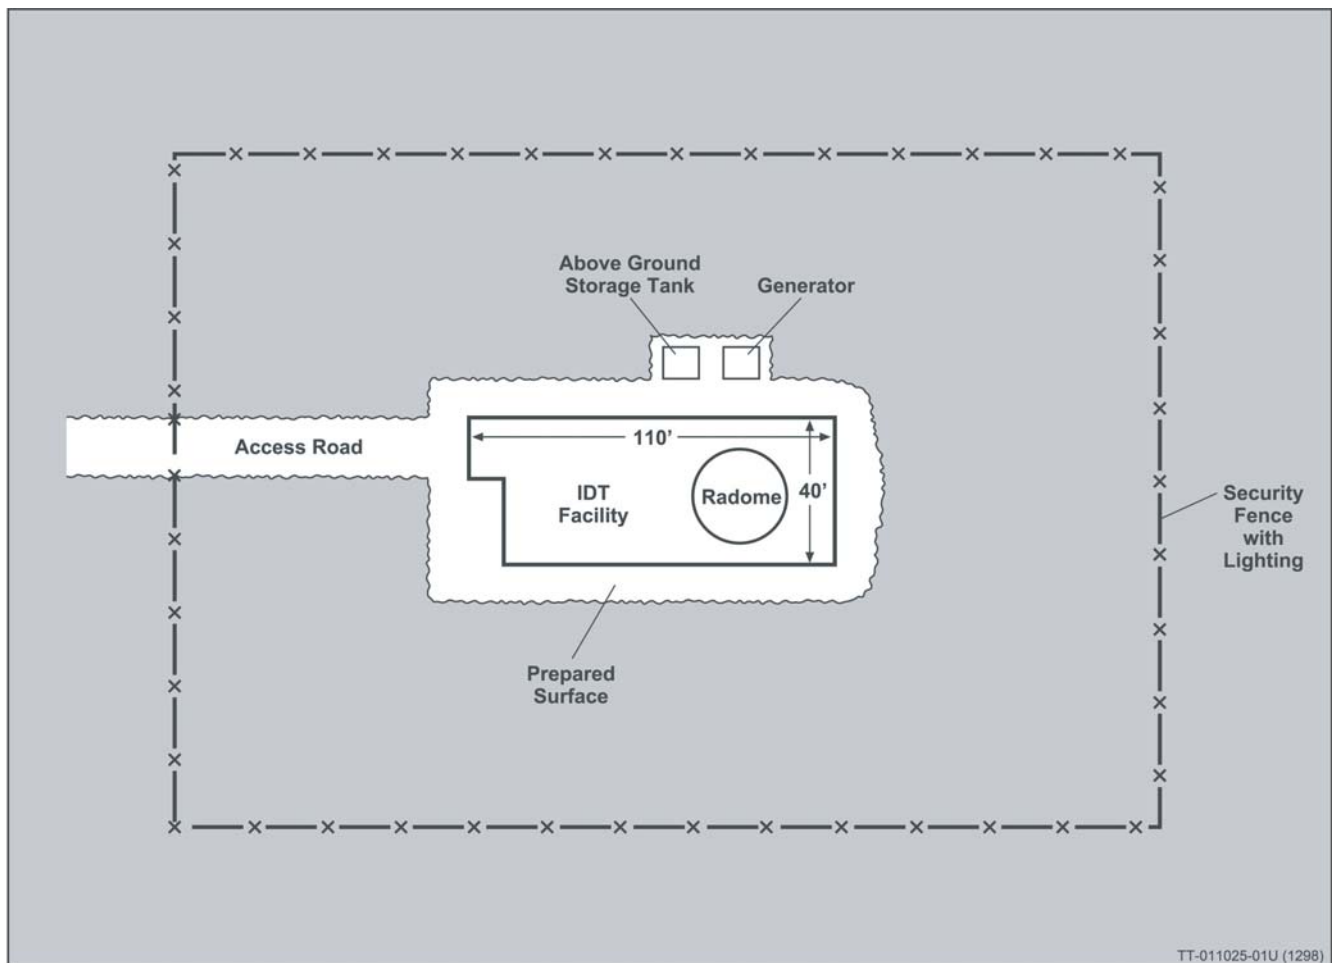 Above Ground
Storage Tank
Generator
Access Road
110’
IDT
Facility
Radome
40’
Security
Fence
with
Lighting
Prepared
Surface
TT-011025-01U (1298)